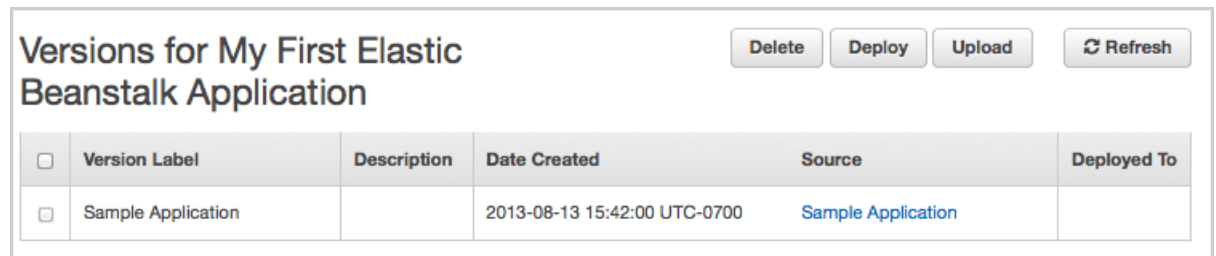 Versions for My First Elastic
Beanstalk Application
Delete Deploy Upload Refresh
Version Label Description Date Created Source Deployed To
Sample Application 2013-08-13 15:42:00 UTC-0700 Sample Application